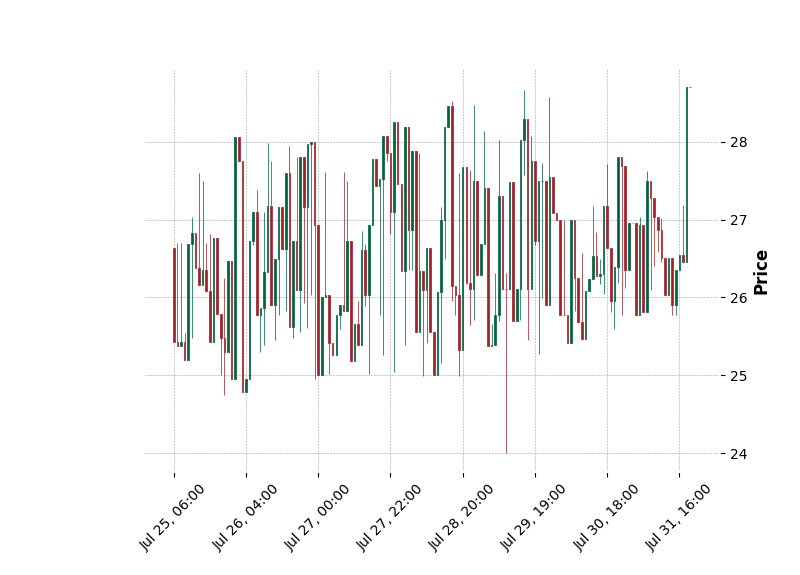 28
27
26
25
24
Price
Jul 25, 06:00
Jul 26, 04:00
Jul 27, 00:00
Jul 27, 22:00
Jul 28, 20:00
Jul 29, 19:00
Jul 30, 18:00
Jul 31, 16:00